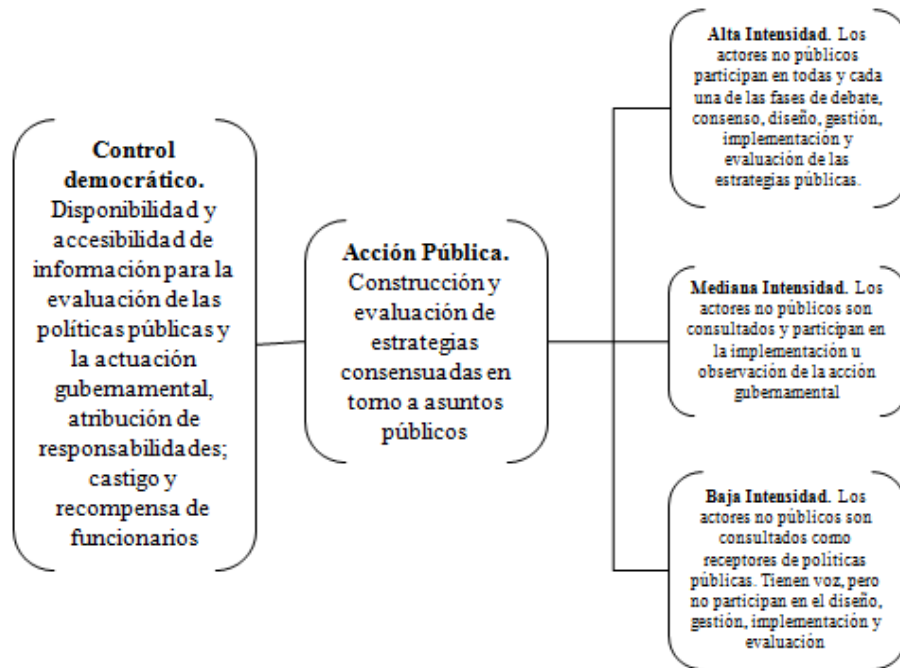 Control
democrático.
Disponibilidad y
accesibilidad de
información para la
evaluación de las
políticas públicas y
la actuación
gubernamental,
atribución de
responsabilidades;
castigo y
recompensa de
funcionarios
Acción Pública.
Construcción y
evaluación de
estrategias
consensuadas en
torno a asuntos
públicos
Alta Intensidad. Los
actores no públicos
participan en todas y cada
una de las fases de debate,
consenso, diseño, gestión,
implementación y
evaluación de las
estrategias públicas.
Mediana Intensidad. Los
actores no públicos son
consultados y participan en
la implementación u
observación de la acción
gubernamental
Baja Intensidad. Los
actores no públicos son
consultados como
receptores de políticas
públicas. Tienen voz, pero
no participan en el diseño,
gestión, implementación y
evaluación